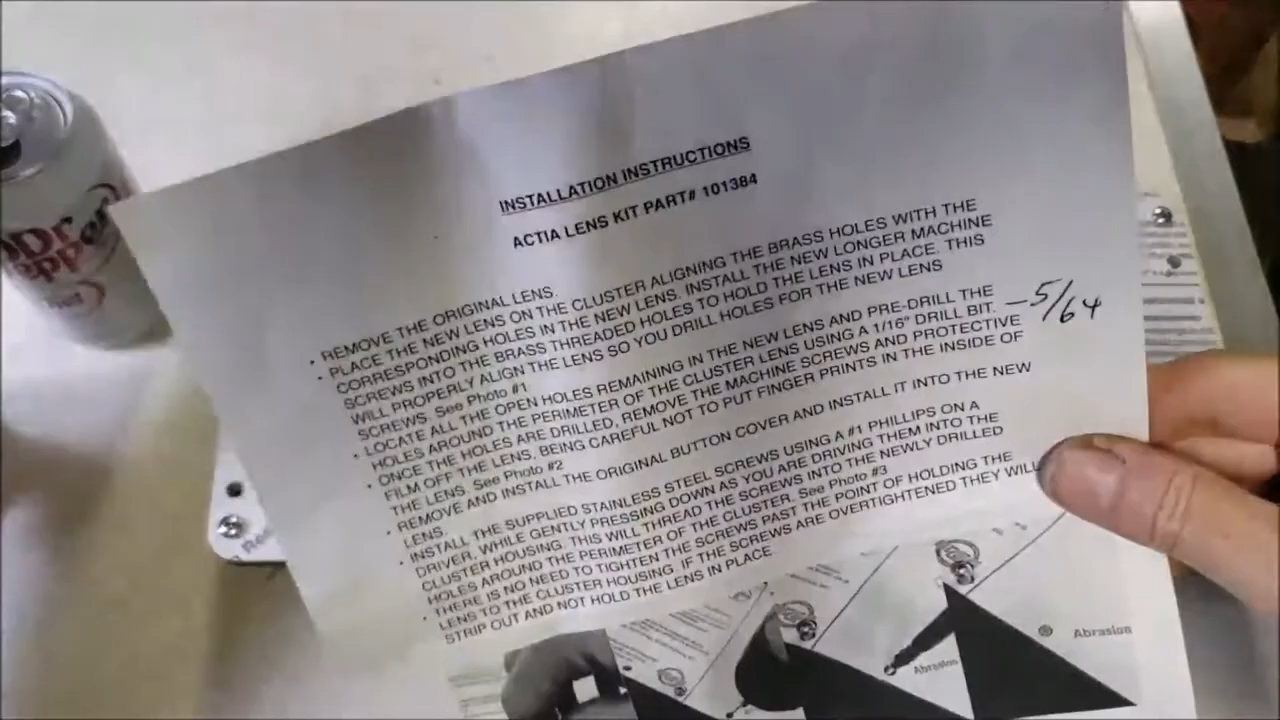 INSTALLATION INSTRUCTIONS
ACTIA LENS KIT PART# 101384
• REMOVE THE ORIGINAL LENS.
• PLACE THE NEW LENS ON THE CLUSTER ALIGNING THE BRASS HOLES WITH THE
CORRESPONDING HOLES IN THE NEW LENS. INSTALL THE NEW LONGER MACHINE
SCREWS INTO THE BRASS THREADED HOLES TO HOLD THE LENS IN PLACE. THIS
WILL PROPERLY ALIGN THE LENS SO YOU DRILL HOLES FOR THE NEW LENS
SCREWS. See Photo #1
• LOCATE ALL THE OPEN HOLES REMAINING IN THE NEW LENS AND PRE-DRILL THE
HOLES AROUND THE PERIMETER OF THE CLUSTER LENS USING A 1/16" DRILL BIT. – 5/64
• ONCE THE HOLES ARE DRILLED, REMOVE THE MACHINE SCREWS AND PROTECTIVE
FILM OFF THE LENS, BEING CAREFUL NOT TO PUT FINGER PRINTS IN THE INSIDE OF
THE LENS. See Photo #2
• REMOVE AND INSTALL THE ORIGINAL BUTTON COVER AND INSTALL IT INTO THE NEW
LENS.
• INSTALL THE SUPPLIED STAINLESS STEEL SCREWS USING A #1 PHILLIPS ON A
DRIVER, WHILE GENTLY PRESSING DOWN AS YOU ARE DRIVING THEM INTO THE
CLUSTER HOUSING. THIS WILL THREAD THE SCREWS INTO THE NEWLY DRILLED
HOLES AROUND THE PERIMETER OF THE CLUSTER. See Photo #3
• THERE IS NO NEED TO TIGHTEN THE SCREWS PAST THE POINT OF HOLDING THE
LENS TO THE CLUSTER HOUSING. IF THE SCREWS ARE OVERTIGHTENED THEY WILL
STRIP OUT AND NOT HOLD THE LENS IN PLACE
Abrasion
Abrasion